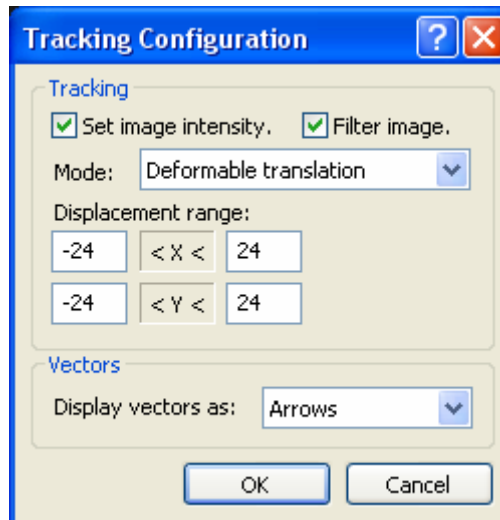 Tracking Configuration ?
Tracking
Set image intensity. Filter image.
Mode: Deformable translation
Displacement range:
-24 < X < 24
-24 < Y < 24
Vectors
Display vectors as: Arrows
OK Cancel